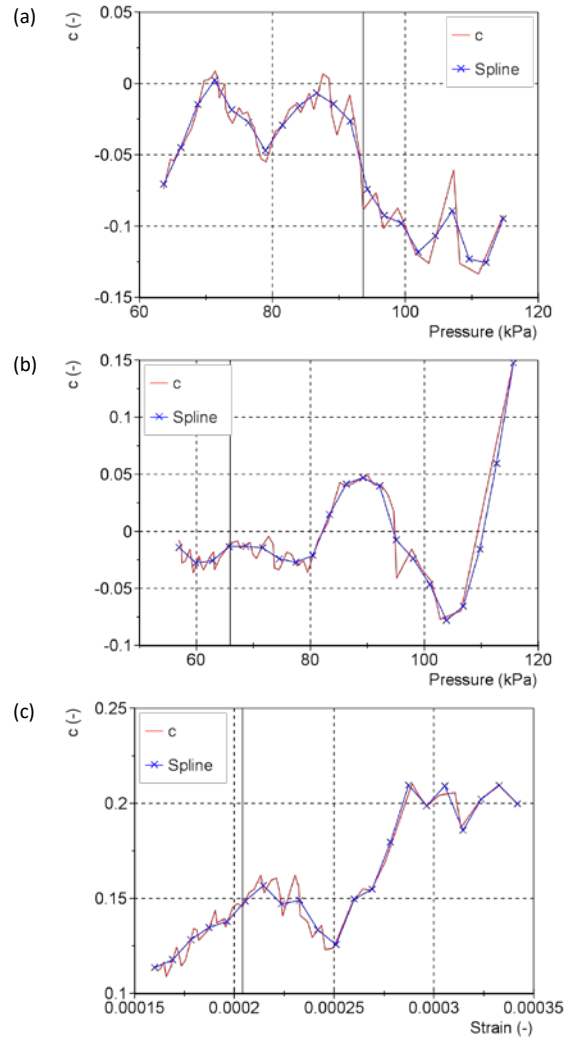 (a)
c (-)
0.05
0
-0.05
-0.1
-0.15
c
Spline
60
80
100
120
Pressure (kPa)
(b)
c (-)
0.15
0.1
0.05
0
-0.05
-0.1
c
Spline
60
80
100
120
Pressure (kPa)
(c)
c (-)
0.25
0.2
0.15
0.1
c
Spline
0.00015
0.0002
0.00025
0.0003
0.00035
Strain (-)